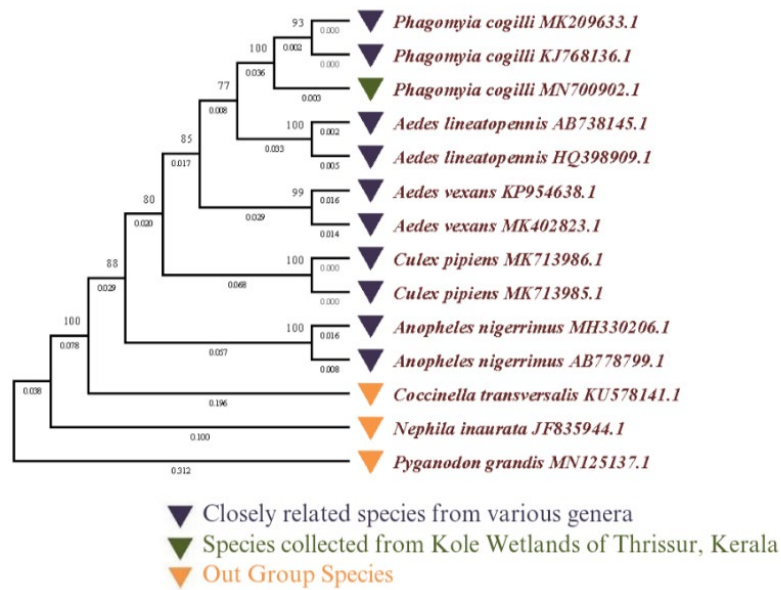 93
0.000
Phagomyia cogilli MK209633.1
100
0.002
0.036
0.000
Phagomyia cogilli KJ768136.1
77
0.008
0.003
Phagomyia cogilli MN700902.1
85
0.017
100
0.002
Aedes lineatopennis AB738145.1
0.033
0.005
Aedes lineatopennis HQ398909.1
80
0.020
99
0.016
Aedes vexans KP954638.1
0.029
0.014
Aedes vexans MK402823.1
88
0.029
100
0.000
Culex pipiens MK713986.1
0.068
0.000
Culex pipiens MK713985.1
100
0.078
100
0.016
Anopheles nigerrimus MH330206.1
0.057
0.008
Anopheles nigerrimus AB778799.1
0.038
0.196
Coccinella transversalis KU578141.1
0.100
Nephila inaurata JF835944.1
0.312
Pyganodon grandis MN125137.1
Closely related species from various genera
Species collected from Kole Wetlands of Thrissur, Kerala
Out Group Species